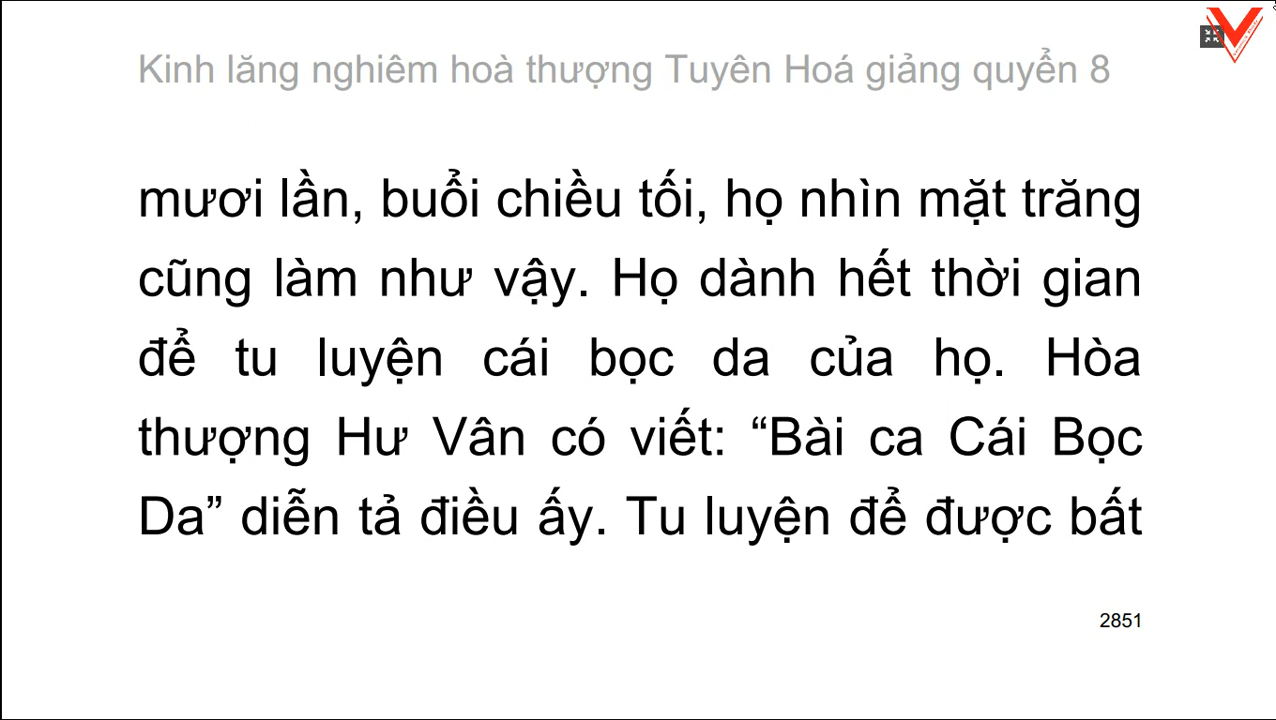 Kinh lăng nghiêm hoà thượng Tuyên Hoá giảng quyển 8
mươi lần, buổi chiều tối, họ nhìn mặt trăng
cũng làm như vậy. Họ dành hết thời gian
để tu luyện cái bọc da của họ. Hòa
thượng Hư Vân có viết: “Bài ca Cái Bọc
Da” diễn tả điều ấy. Tu luyện để được bất
2851